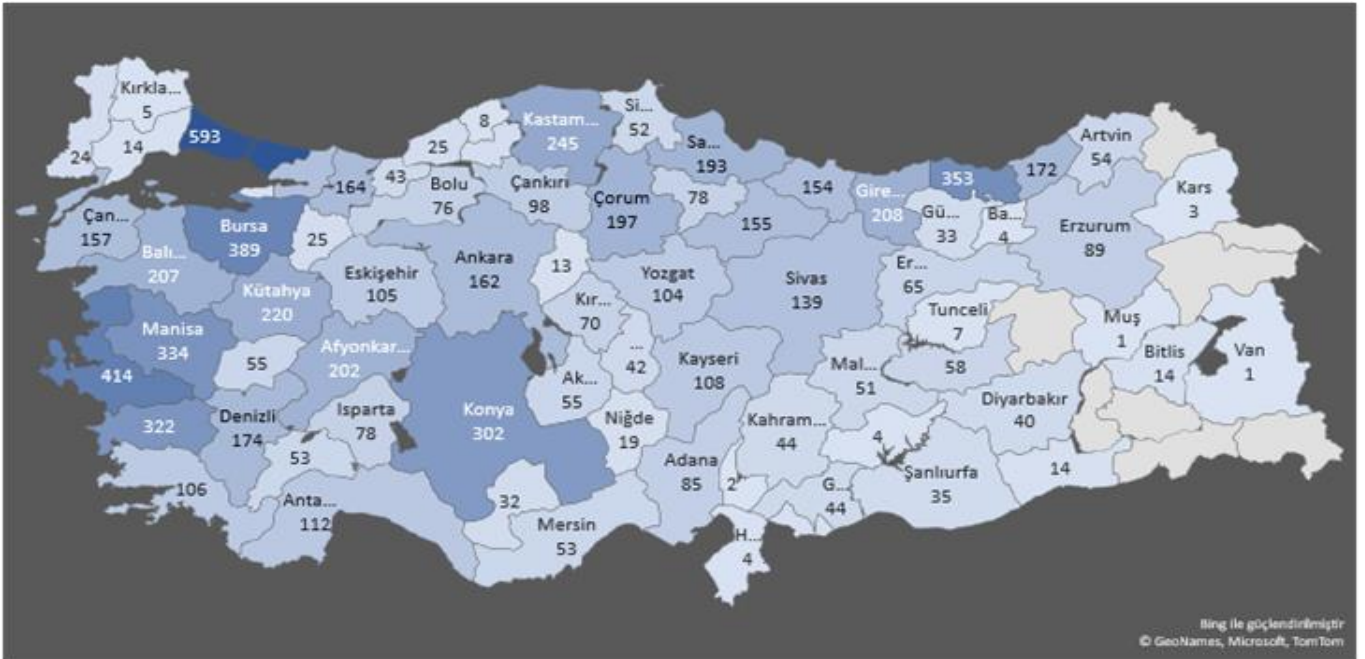 Kırkla...
5
593
14
24
8
25
Kastam...
245
Si...
52
Sa...
193
Artvin
54
172
353
Kars
3
164
43
Bolu
76
Çankırı
98
Çorum
197
78
154
155
Gire...
208
Gü...
33
Ba...
4
Erzurum
89
Çan...
157
Bursa
389
25
Balı...
207
Eskişehir
105
Ankara
162
13
Yozgat
104
Sivas
139
Er...
65
Tunceli
7
Muş
1
Bitlis
14
Van
1
Kütahya
220
Manisa
334
55
Afyonkar...
202
Kır...
70
...
42
Kayseri
108
Mal...
51
58
Diyarbakır
40
414
322
Denizli
174
Isparta
78
Konya
302
Ak...
55
Niğde
19
Kahram...
44
4
Şanlıurfa
35
14
53
106
Anta...
112
32
Mersin
53
Adana
85
2
G...
44
H...
4
Bing ile güçlendirilmiştir
© GeoNames, Microsoft, TomTom